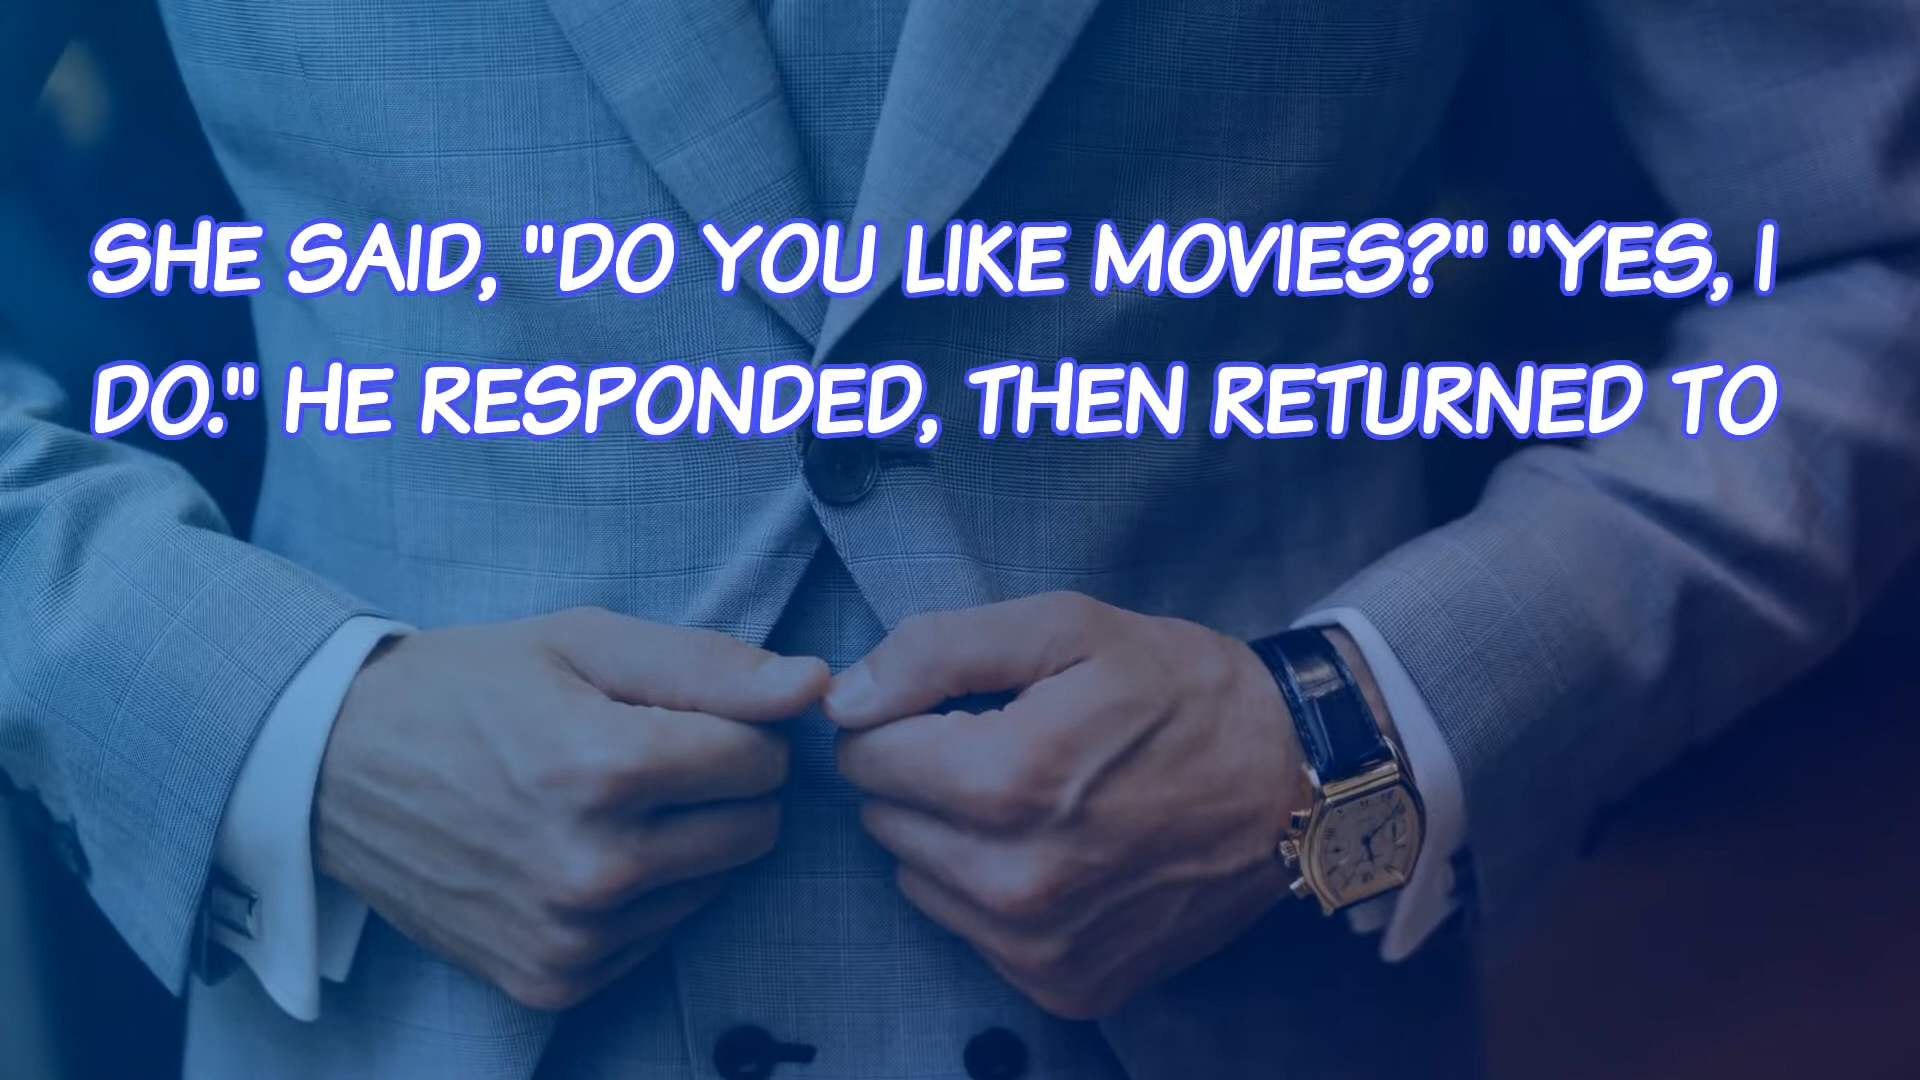 SHE SAID, "DO YOU LIKE MOVIES?" "YES, I
DO." HE RESPONDED, THEN RETURNED TO